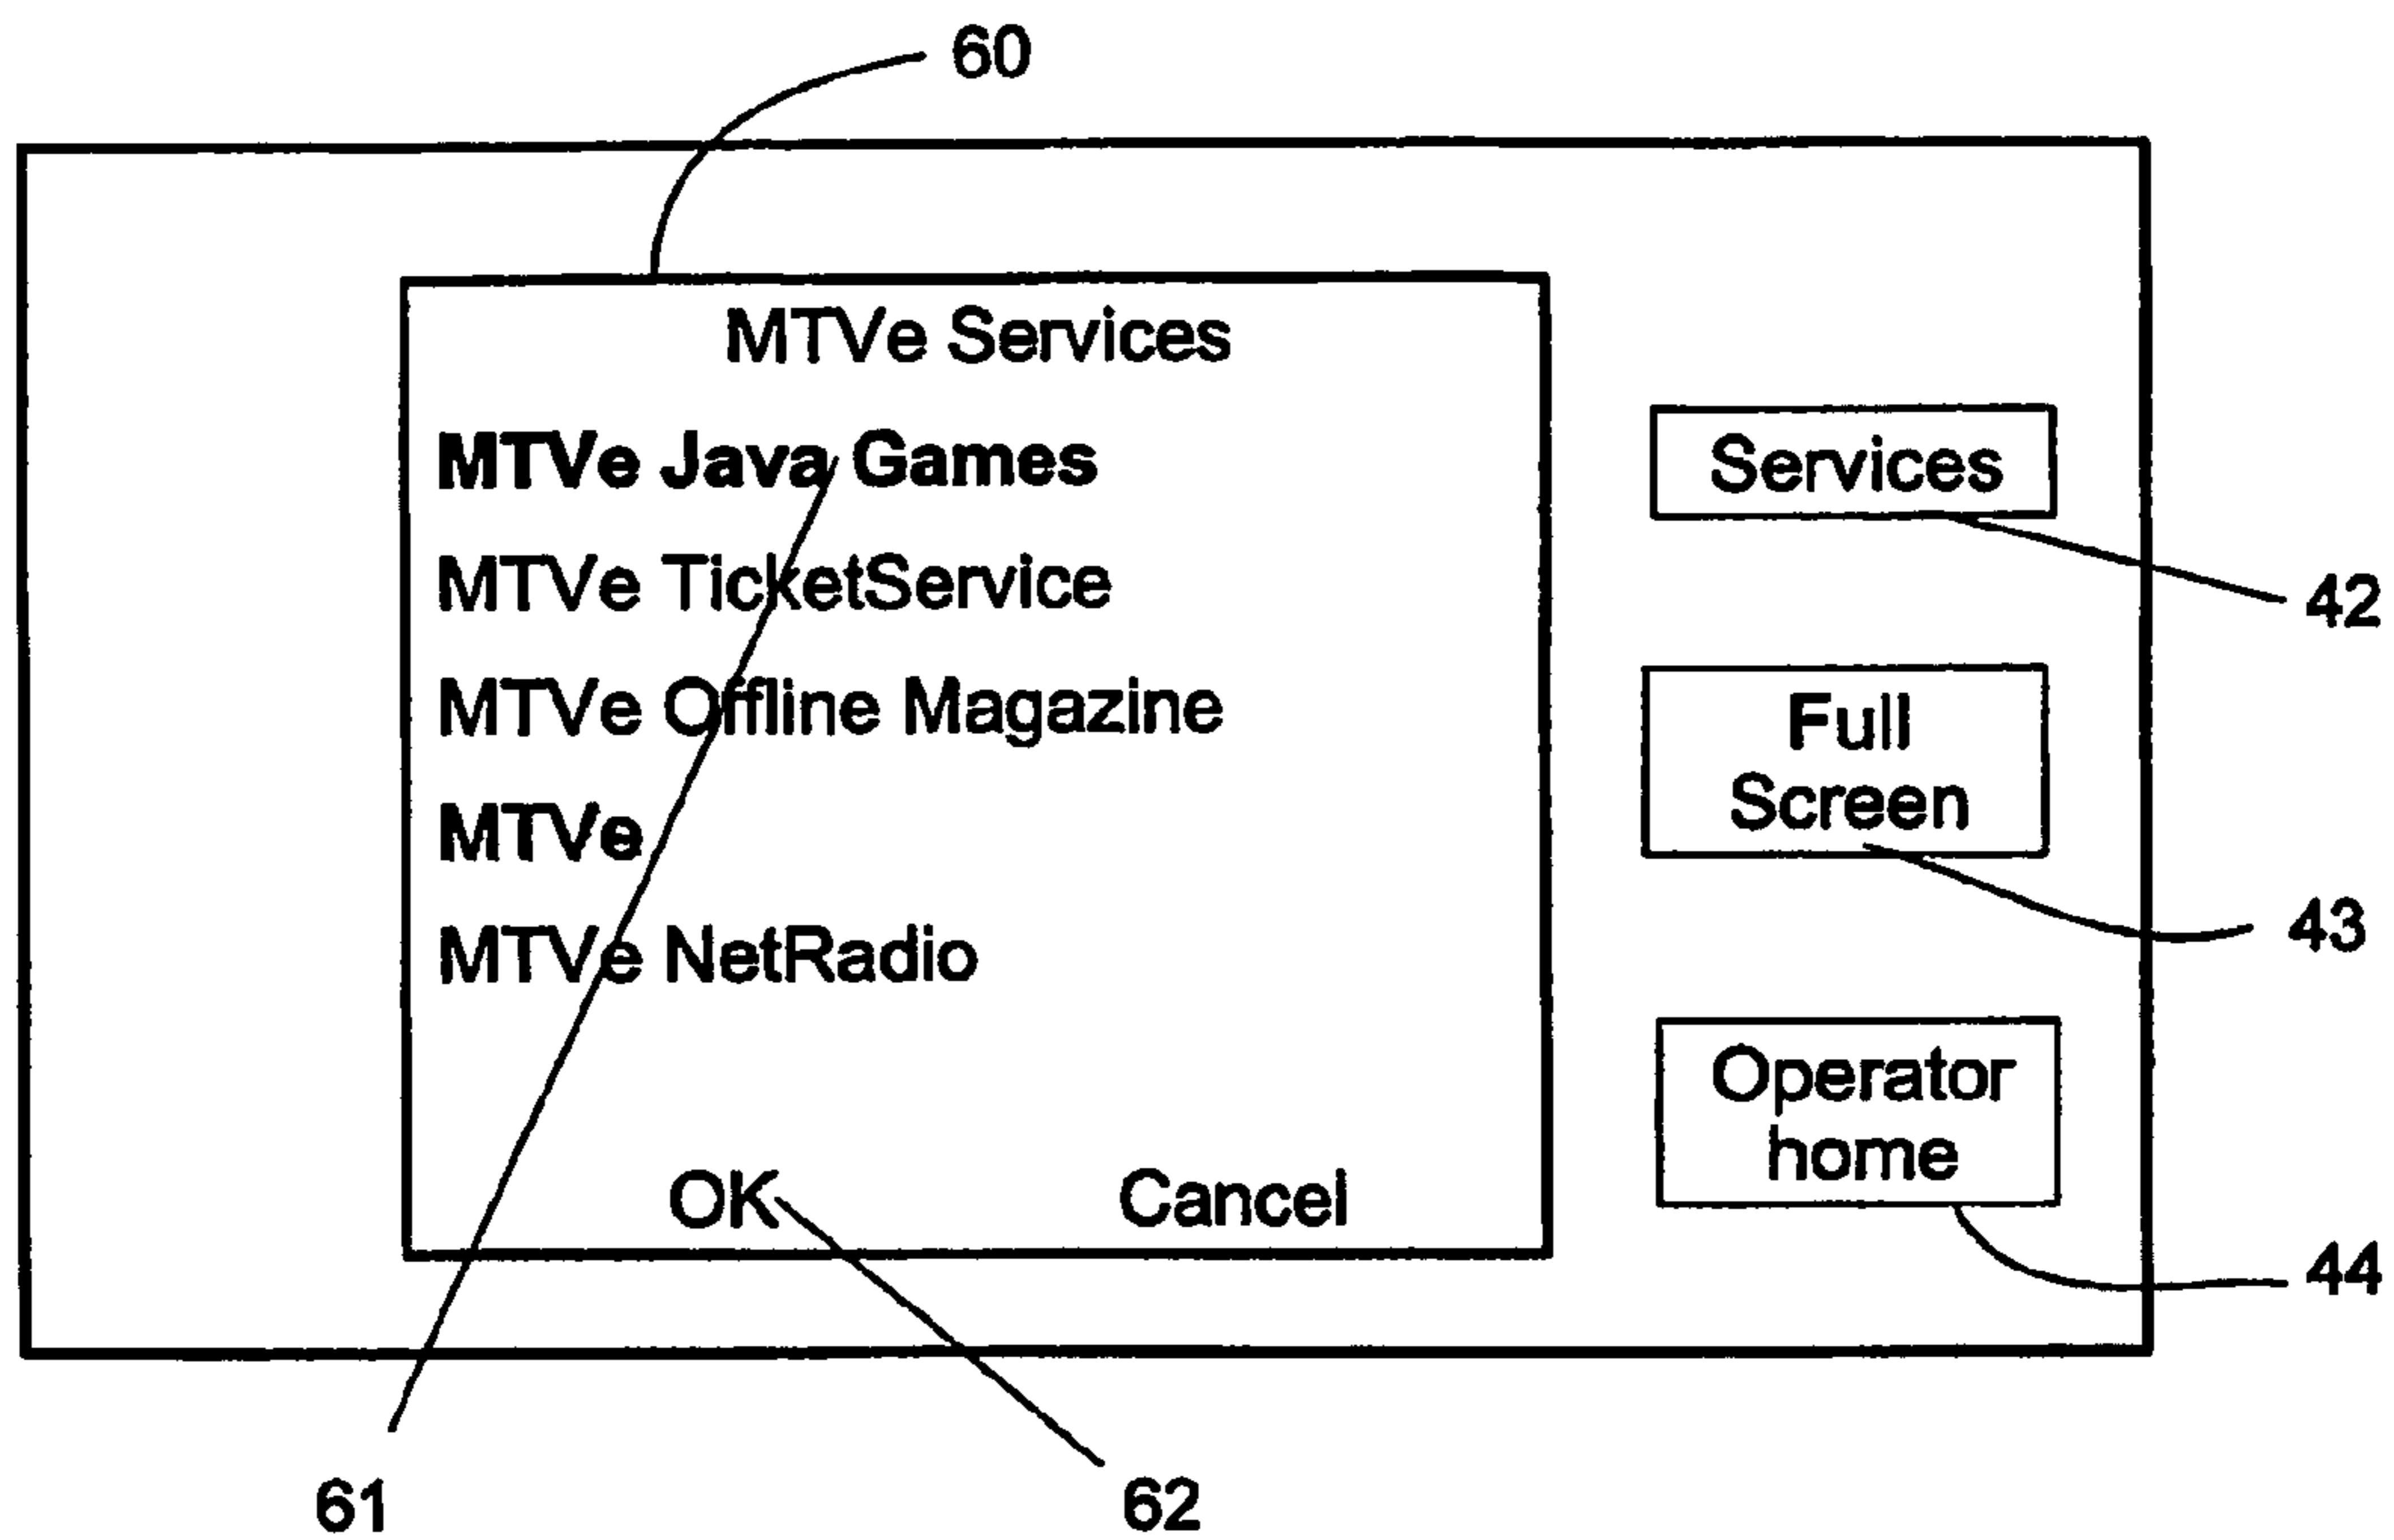 60
MTVe Services
MTVe Java Games
MTVe TicketService
MTVe Offline Magazine
MTVe
MTVe NetRadio
OK Cancel
Services
42
Full
Screen
43
Operator
home
44
61
62